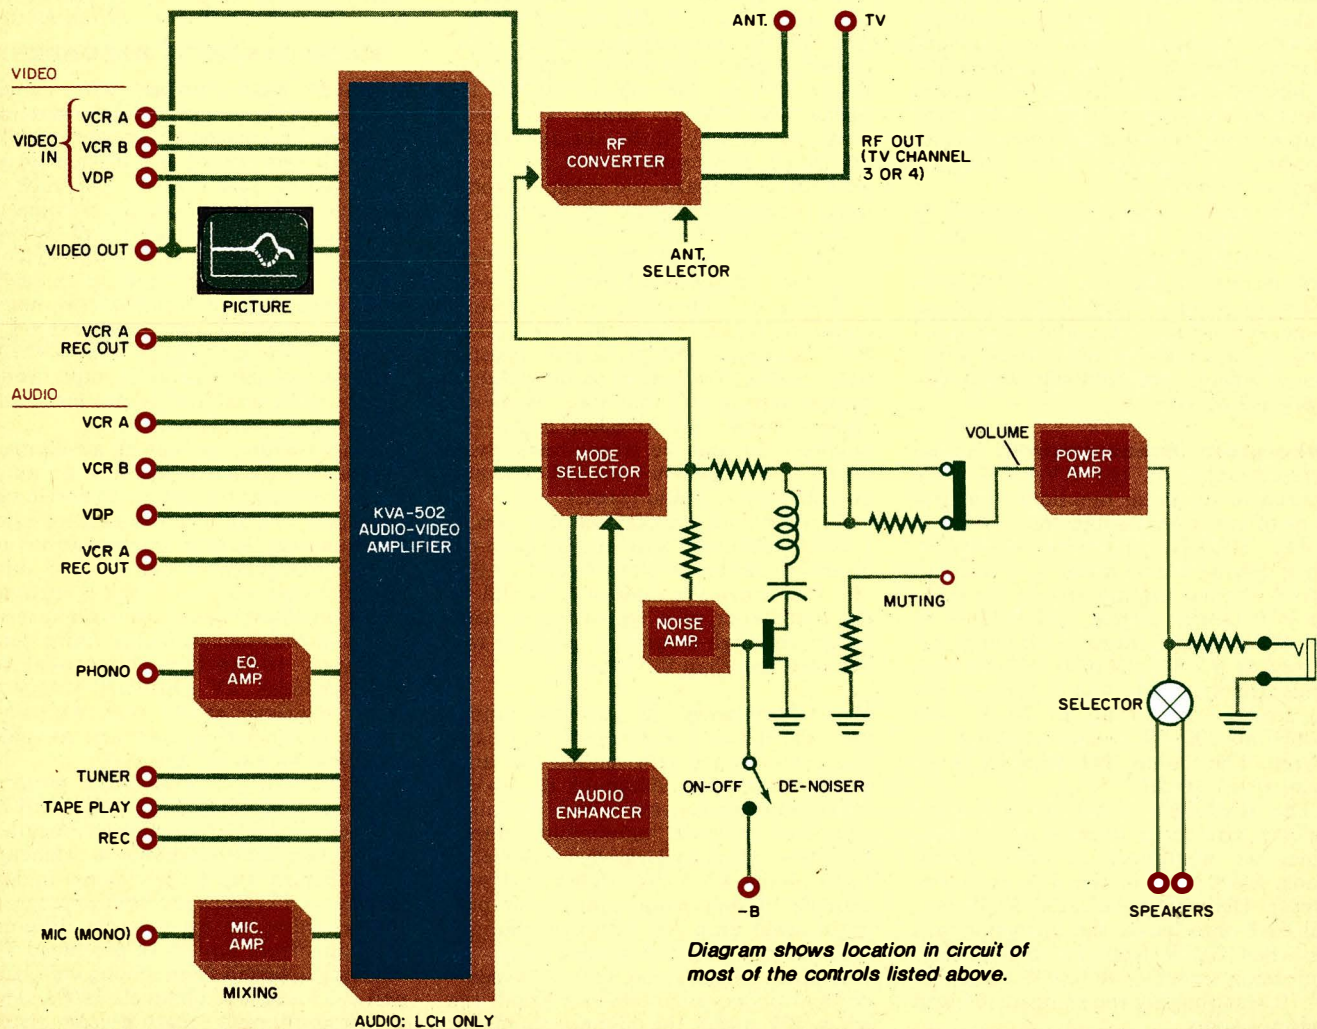 ANT.
TV
VIDEO
VIDEO
IN
VCR A
VCR B
VDP
RF
CONVERTER
RF OUT
(TV CHANNEL
3 OR 4)
ANT.
SELECTOR
VIDEO OUT
PICTURE
VCR A
REC OUT
AUDIO
VCR A
VCR B
VDP
VCR A
REC OUT
KVA-502
AUDIO-VIDEO
AMPLIFIER
MODE
SELECTOR
VOLUME
POWER
AMP.
NOISE
AMP.
MUTING
PHONO
EQ.
AMP.
SELECTOR
TUNER
TAPE PLAY
REC
AUDIO
ENHANCER
ON-OFF
DE-NOISER
-B
SPEAKERS
MIC (MONO)
MIC.
AMP.
MIXING
Diagram shows location in circuit of
most of the controls listed above.
AUDIO: LCH ONLY